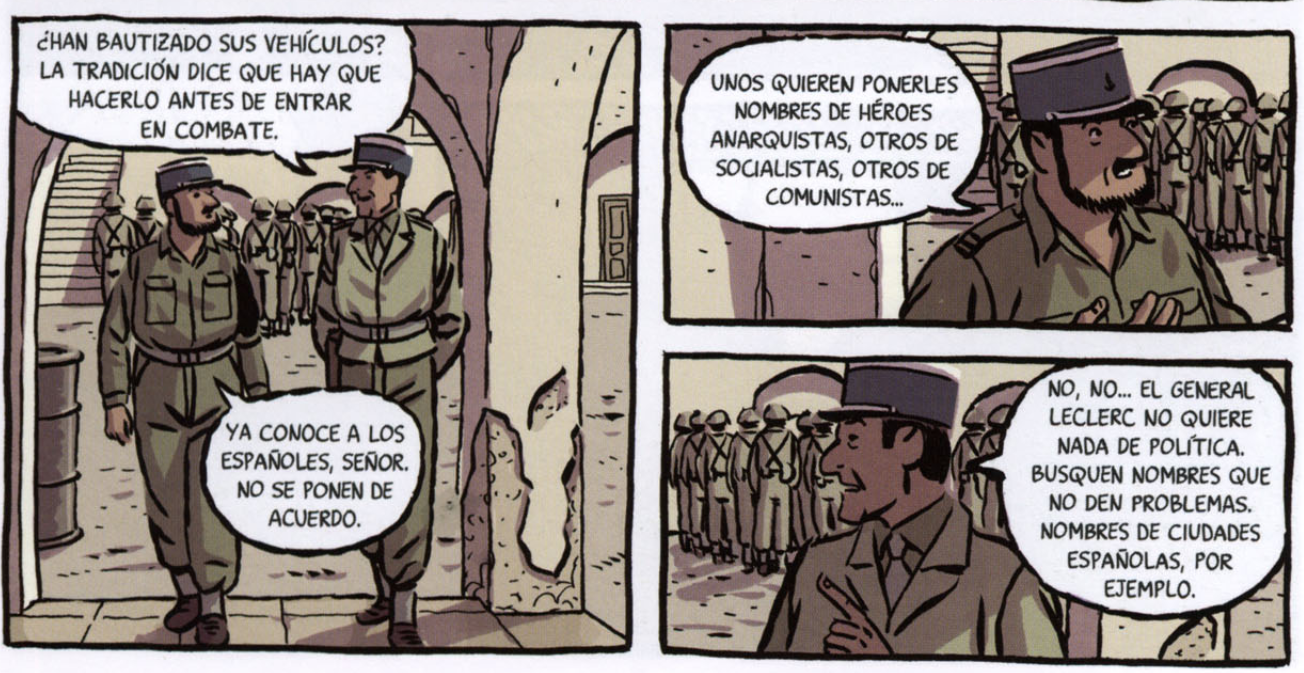 ¿HAN BAUTIZADO SUS VEHÍCULOS?
LA TRADICIÓN DICE QUE HAY QUE
HACERLO ANTES DE ENTRAR
EN COMBATE.
YA CONOCE A LOS
ESPAÑOLES, SEÑOR.
NO SE PONEN DE
ACUERDO.
UNOS QUIEREN PONERLES
NOMBRES DE HÉROES
ANARQUISTAS, OTROS DE
SOCIALISTAS, OTROS DE
COMUNISTAS...
NO, NO... EL GENERAL
LECLERC NO QUIERE
NADA DE POLÍTICA.
BUSQUEN NOMBRES QUE
NO DEN PROBLEMAS.
NOMBRES DE CIUDADES
ESPAÑOLAS, POR
EJEMPLO.